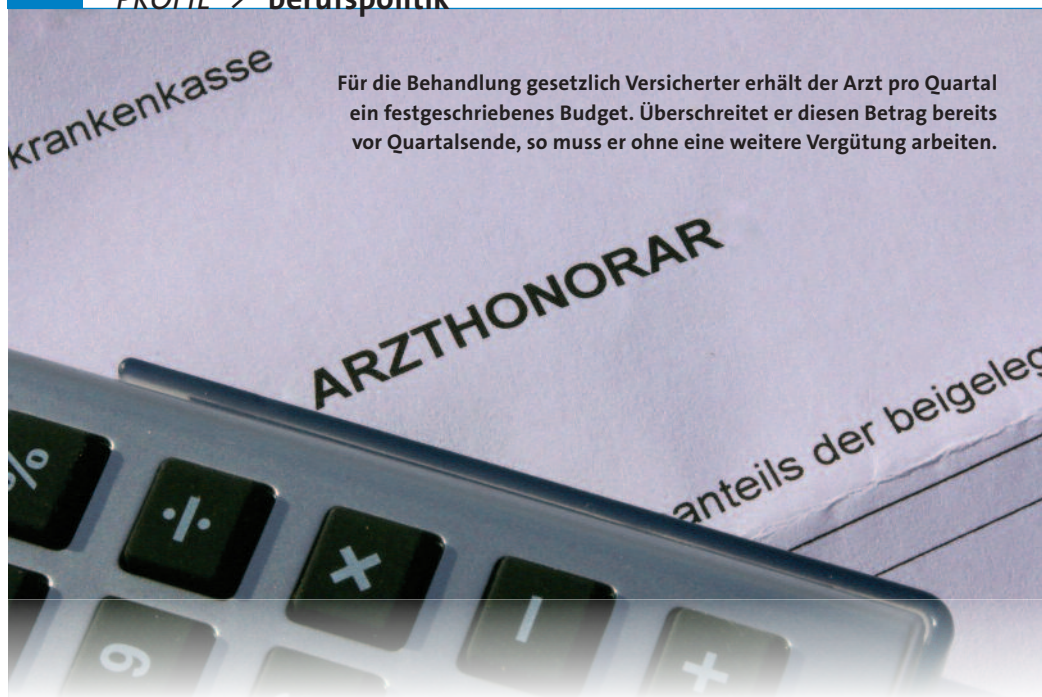 PROFIL > berufspolitik
krankenkasse
Für die Behandlung gesetzlich Versicherter erhält der Arzt pro Quartal
ein festgeschriebenes Budget. Überschreitet er diesen Betrag bereits
vor Quartalsende, so muss er ohne eine weitere Vergütung arbeiten.
ARZTHONORAR
anteils der beigeleg
%
÷
×
−
9
+